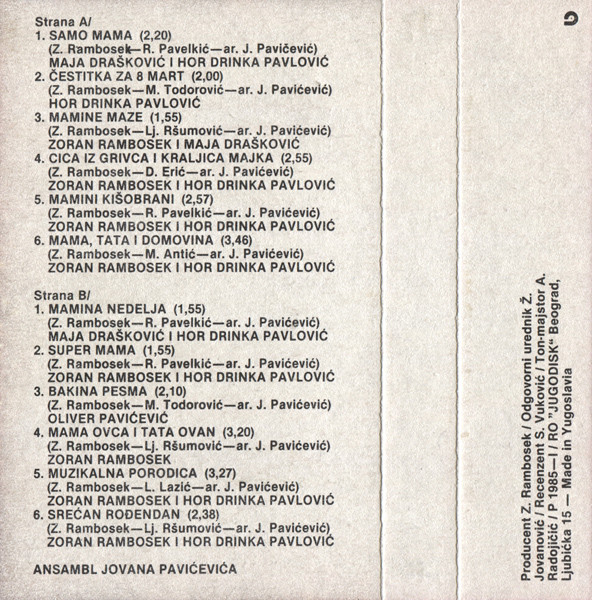 Strana A/
1. SAMO MAMA (2,20)
(Z. Rambosek—R. Pavelkić—ar. J. Pavičević)
MAJA DRAŠKOVIĆ I HOR DRINKA PAVLOVIĆ
2. ČESTITKA ZA 8 MART (2,00)
(Z. Rambosek—M. Todorović—ar. J. Pavićević)
HOR DRINKA PAVLOVIĆ
3. MAMINE MAZE (1,55)
(Z. Rambosek—Lj. Ršumović—ar. J. Pavićević)
ZORAN RAMBOSEK I MAJA DRAŠKOVIĆ
4. CICA IZ GRIVCA I KRALJICA MAJKA (2,55)
(Z. Rambosek—D. Erić—ar. J. Pavićević)
ZORAN RAMBOSEK I HOR DRINKA PAVLOVIĆ
5. MAMINI KIŠOBRANI (2,57)
(Z. Rambosek—R. Pavelkić—ar. J. Pavićević)
ZORAN RAMBOSEK I HOR DRINKA PAVLOVIĆ
6. MAMA, TATA I DOMOVINA (3,46)
(Z. Rambosek—M. Antić—ar. J. Pavićević)
ZORAN RAMBOSEK I HOR DRINKA PAVLOVIĆ
Strana B/
1. MAMINA NEDELJA (1,55)
(Z. Rambosek—R. Pavelkić—ar. J. Pavićević)
MAJA DRAŠKOVIĆ I HOR DRINKA PAVLOVIĆ
2. SUPER MAMA (1,55)
(Z. Rambosek—R. Pavelkić—ar. J. Pavićević)
ZORAN RAMBOSEK I HOR DRINKA PAVLOVIĆ
3. BAKINA PESMA (2,10)
(Z. Rambosek—M. Todorović—ar. J. Pavićević)
OLIVER PAVIĆEVIĆ
4. MAMA OVCA I TATA OVAN (3,20)
(Z. Rambosek—Lj. Ršumović—ar. J. Pavićević)
ZORAN RAMBOSEK
5. MUZIKALNA PORODICA (3,27)
(Z. Rambosek—L. Lazić—ar. J. Pavićević)
ZORAN RAMBOSEK I HOR DRINKA PAVLOVIĆ
6. SREĆAN ROĐENDAN (2,38)
(Z. Rambosek—Lj. Ršumović—ar. J. Pavićević)
ZORAN RAMBOSEK I HOR DRINKA PAVLOVIĆ
ANSAMBL JOVANA PAVIĆEVIĆA
Producent Z. Rambosek / Odgovorni urednik Ž.
Jovanović / Recenzent S. Vuković / Ton-majstor A.
Radojičić / P 1985—I / RO "JUGODISK" Beograd,
Ljubićka 15 — Made in Yugoslavia